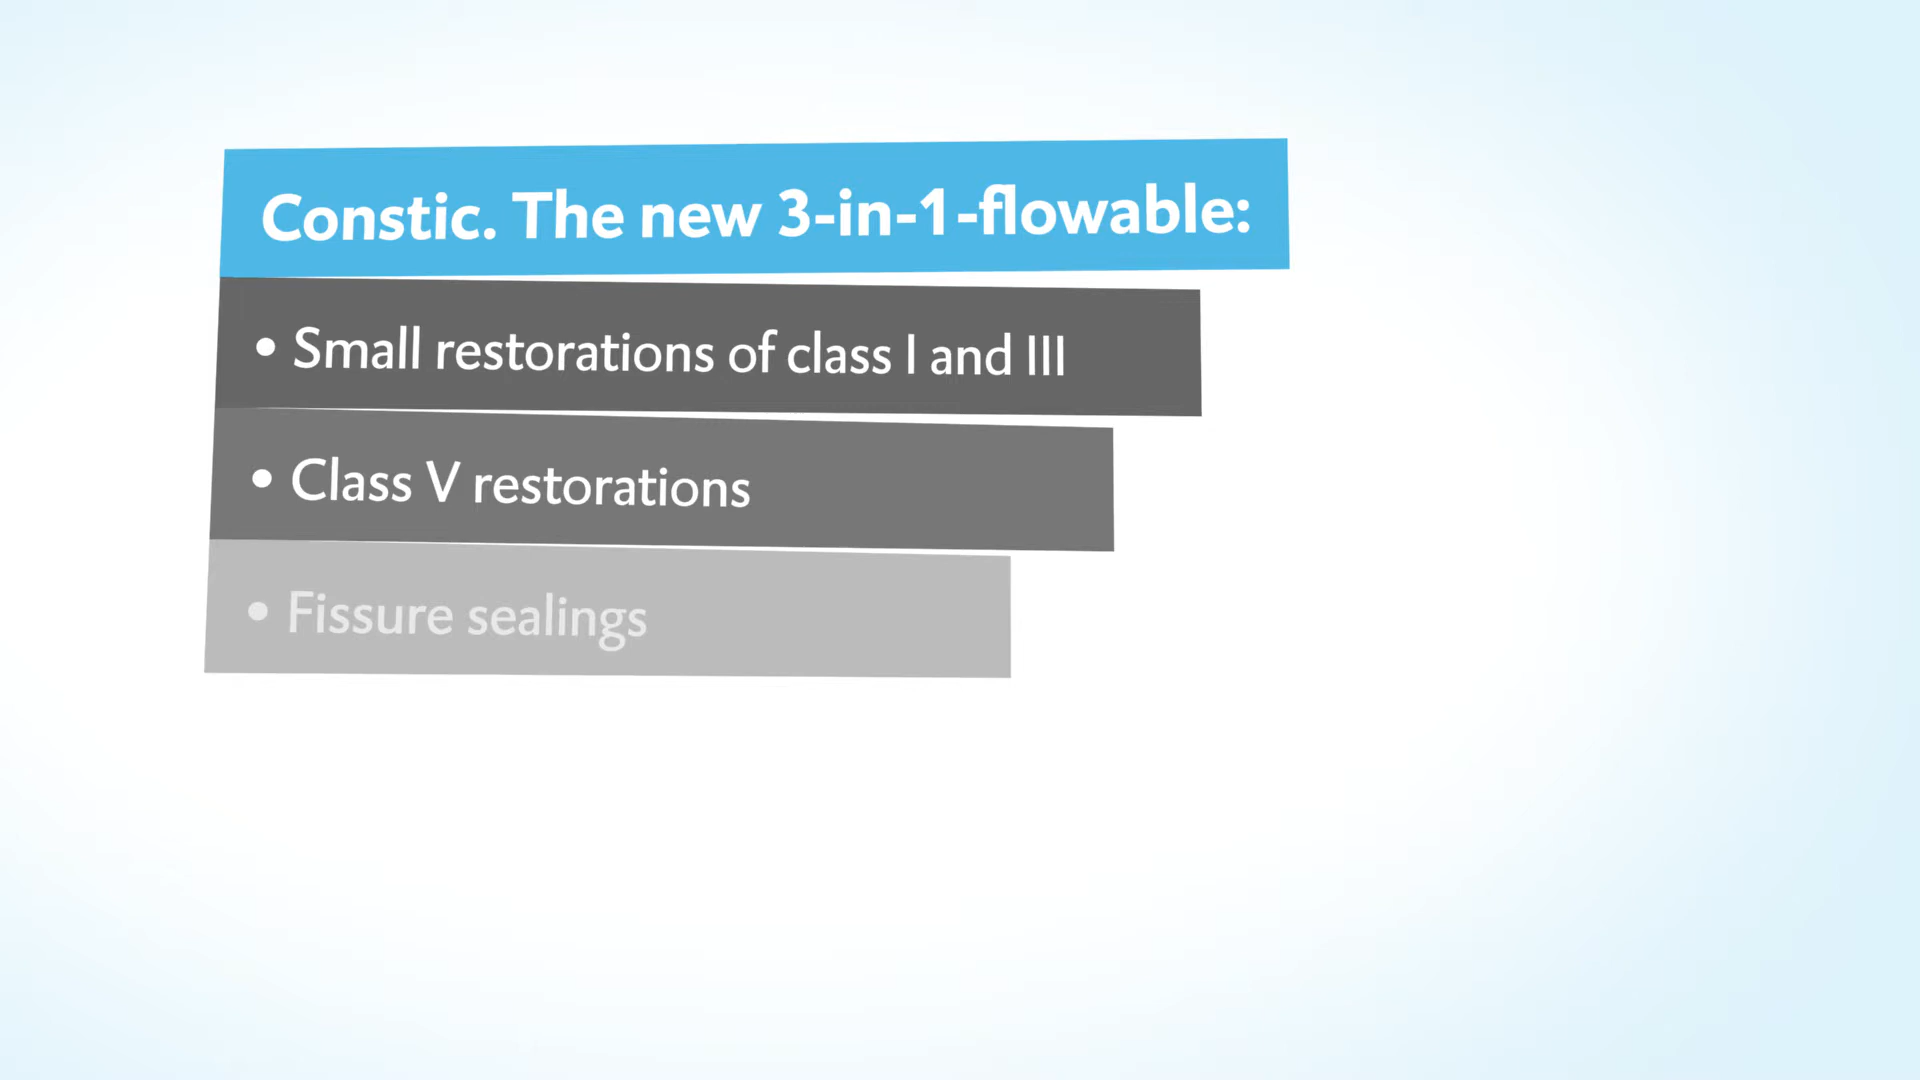 Constic. The new 3-in-1-flowable:
• Small restorations of class I and III
• Class V restorations
• Fissure sealings